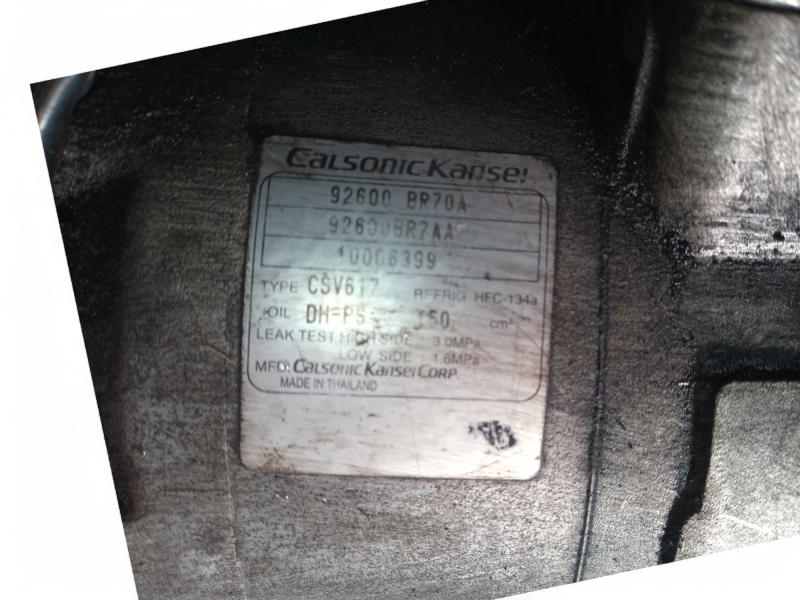 CalsonicKansei
92600 BR70A
92600BR7AA
10006399
TYPE CSV617 REFRIG HFC-134a
OIL DH-PS 150 cm³
LEAK TEST HIGH SIDE 3.0MPa
LOW SIDE 1.6MPa
MFD. CalsonicKansei CORP.
MADE IN THAILAND